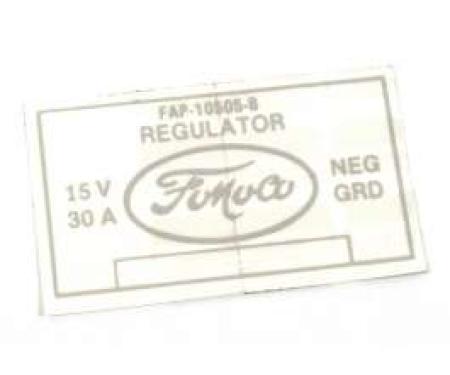 FAP-10505-B
REGULATOR
15 V
30 A
FoMoCo
NEG
GRD